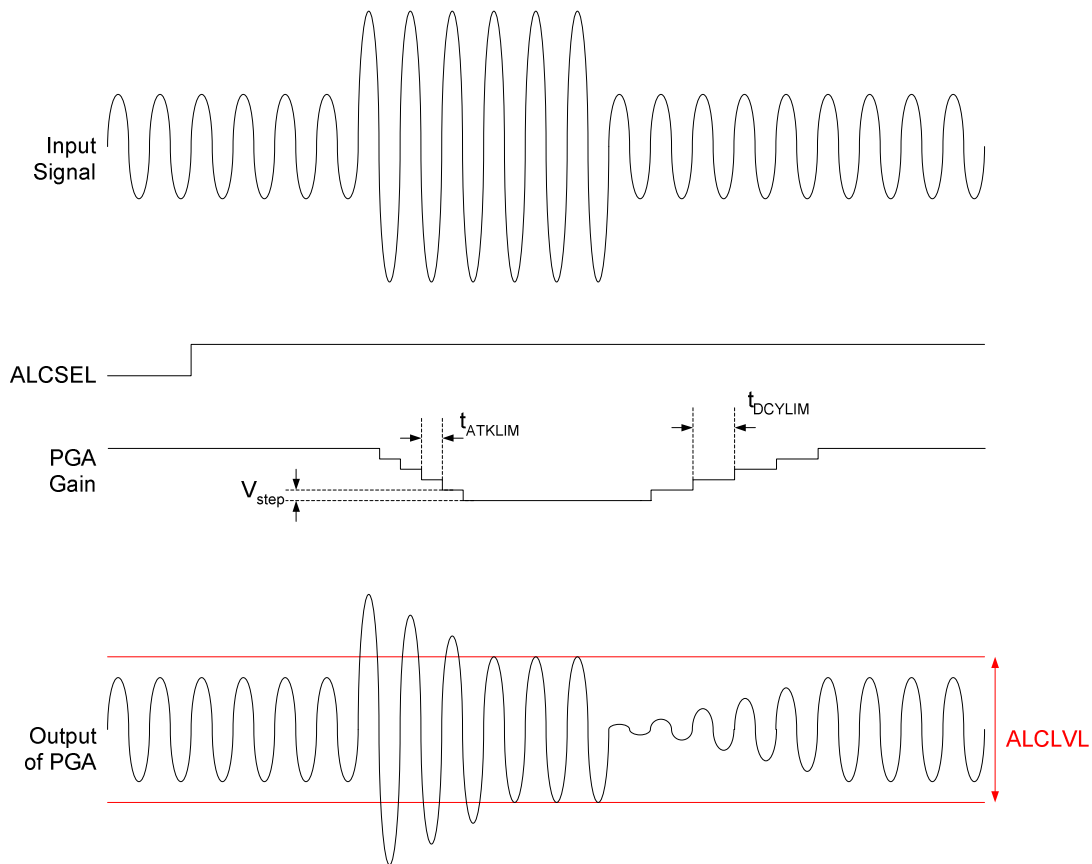 Input
Signal
ALCSEL
tATKLIM
tDCYLIM
PGA
Gain
Vstep
Output
of PGA
ALCLVL